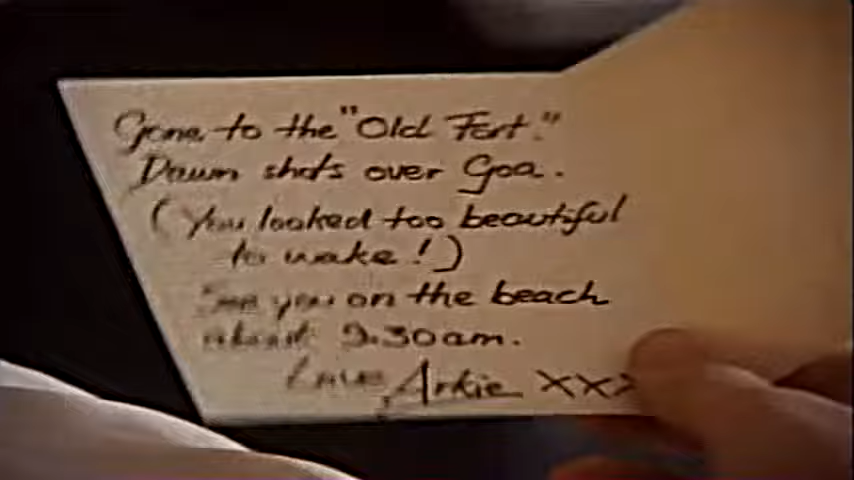 Gone to the "Old Fort."
Dawn shots over Goa.
(You looked too beautiful
to wake!)
See you on the beach
about 9.30am.
Love, Arkie xxx